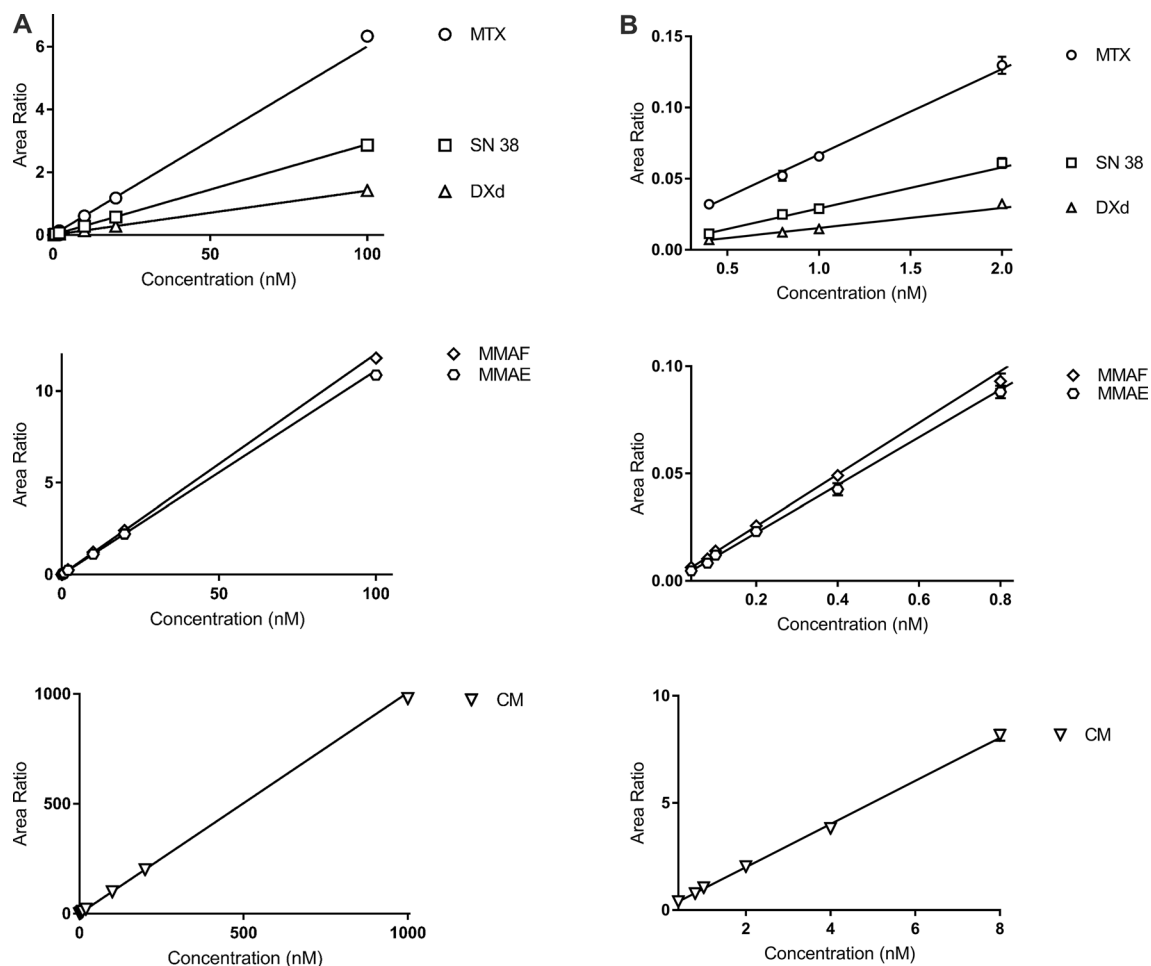 A
Area Ratio
6
4
2
0
0
50
100
Concentration (nM)
MTX
SN 38
DXd
B
Area Ratio
0.15
0.10
0.05
0.00
0.5
1.0
1.5
2.0
Concentration (nM)
MTX
SN 38
DXd
Area Ratio
10
5
0
0
50
100
Concentration (nM)
MMAF
MMAE
Area Ratio
0.10
0.05
0.00
0.2
0.4
0.6
0.8
Concentration (nM)
MMAF
MMAE
Area Ratio
1000
500
0
0
500
1000
Concentration (nM)
CM
Area Ratio
10
5
0
2
4
6
8
Concentration (nM)
CM